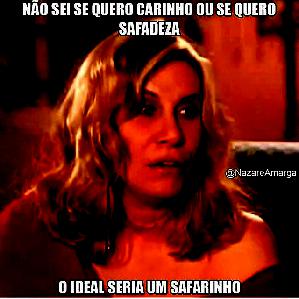 NÃO SEI SE QUERO CARINHO OU SE QUERO
SAFADEZA
@NazareAmarga
O IDEAL SERIA UM SAFARINHO